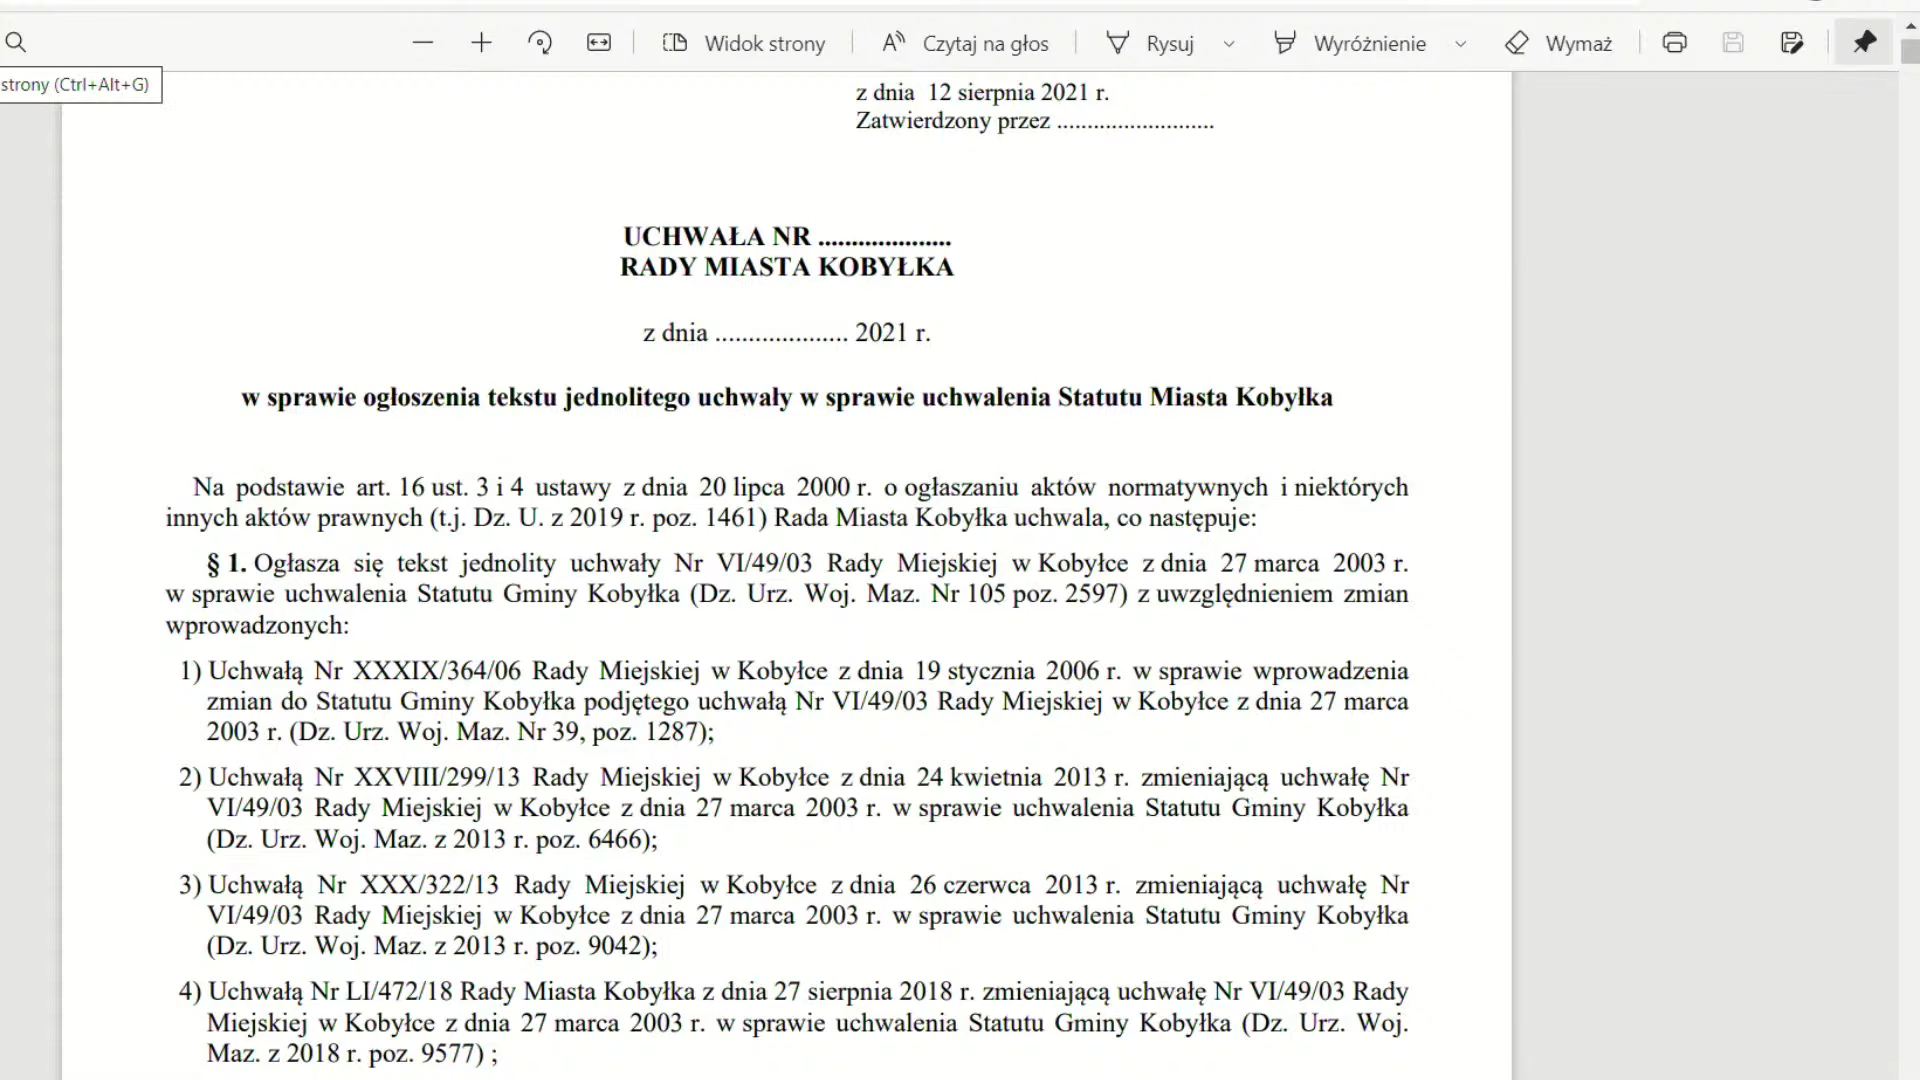 Widok strony
Czytaj na głos
Rysuj
Wyróżnienie
Wymaż
strony (Ctrl+Alt+G)
z dnia 12 sierpnia 2021 r.
Zatwierdzony przez ..........................
UCHWAŁA NR ....................
RADY MIASTA KOBYŁKA
z dnia .................... 2021 r.
w sprawie ogłoszenia tekstu jednolitego uchwały w sprawie uchwalenia Statutu Miasta Kobyłka
Na podstawie art. 16 ust. 3 i 4 ustawy z dnia 20 lipca 2000 r. o ogłaszaniu aktów normatywnych i niektórych
innych aktów prawnych (t.j. Dz. U. z 2019 r. poz. 1461) Rada Miasta Kobyłka uchwala, co następuje:
§ 1. Ogłasza się tekst jednolity uchwały Nr VI/49/03 Rady Miejskiej w Kobyłce z dnia 27 marca 2003 r.
w sprawie uchwalenia Statutu Gminy Kobyłka (Dz. Urz. Woj. Maz. Nr 105 poz. 2597) z uwzględnieniem zmian
wprowadzonych:
1) Uchwałą Nr XXXIX/364/06 Rady Miejskiej w Kobyłce z dnia 19 stycznia 2006 r. w sprawie wprowadzenia
zmian do Statutu Gminy Kobyłka podjętego uchwałą Nr VI/49/03 Rady Miejskiej w Kobyłce z dnia 27 marca
2003 r. (Dz. Urz. Woj. Maz. Nr 39, poz. 1287);
2) Uchwałą Nr XXVIII/299/13 Rady Miejskiej w Kobyłce z dnia 24 kwietnia 2013 r. zmieniającą uchwałę Nr
VI/49/03 Rady Miejskiej w Kobyłce z dnia 27 marca 2003 r. w sprawie uchwalenia Statutu Gminy Kobyłka
(Dz. Urz. Woj. Maz. z 2013 r. poz. 6466);
3) Uchwałą Nr XXX/322/13 Rady Miejskiej w Kobyłce z dnia 26 czerwca 2013 r. zmieniającą uchwałę Nr
VI/49/03 Rady Miejskiej w Kobyłce z dnia 27 marca 2003 r. w sprawie uchwalenia Statutu Gminy Kobyłka
(Dz. Urz. Woj. Maz. z 2013 r. poz. 9042);
4) Uchwałą Nr LI/472/18 Rady Miasta Kobyłka z dnia 27 sierpnia 2018 r. zmieniającą uchwałę Nr VI/49/03 Rady
Miejskiej w Kobyłce z dnia 27 marca 2003 r. w sprawie uchwalenia Statutu Gminy Kobyłka (Dz. Urz. Woj.
Maz. z 2018 r. poz. 9577) ;